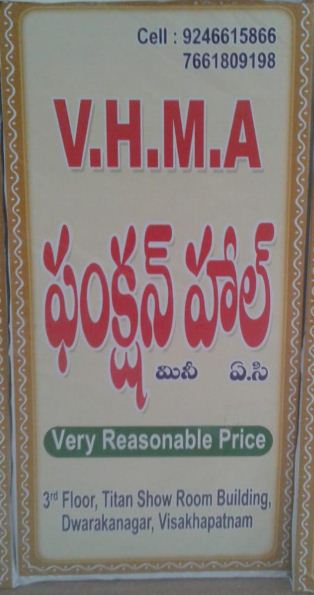 Cell : 9246615866
7661809198
V.H.M.A
ఫంక్షన్ హాల్
మినీ ఏ.సి
Very Reasonable Price
3rd Floor, Titan Show Room Building,
Dwarakanagar, Visakhapatnam